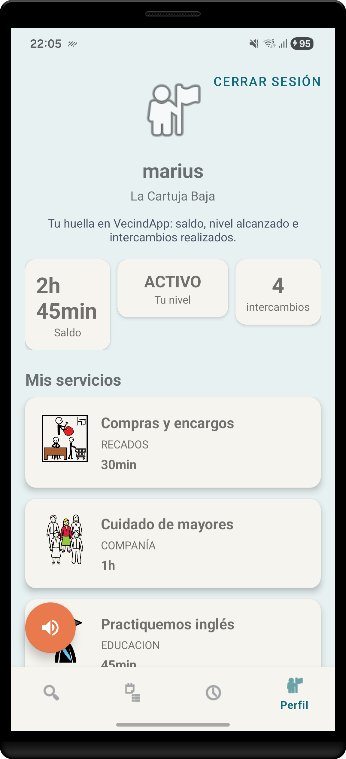 22:05
95
CERRAR SESIÓN
marius
La Cartuja Baja
Tu huella en VecindApp: saldo, nivel alcanzado e
intercambios realizados.
2h
45min
Saldo
ACTIVO
Tu nivel
4
intercambios
Mis servicios
Compras y encargos
RECADOS
30min
Cuidado de mayores
COMPANÍA
1h
Practiquemos inglés
EDUCACION
45min
Perfil